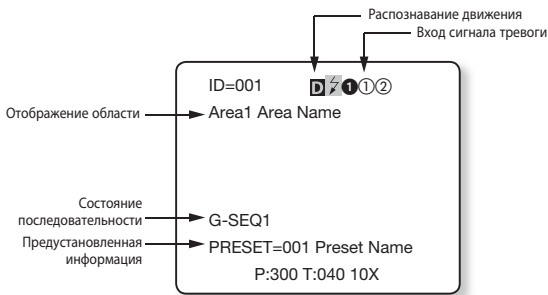 Распознавание движения
Вход сигнала тревоги
ID=001 D ❶①②
Отображение области
Area1 Area Name
Состояние
последовательности
G-SEQ1
Предустановленная
информация
PRESET=001 Preset Name
P:300 T:040 10X